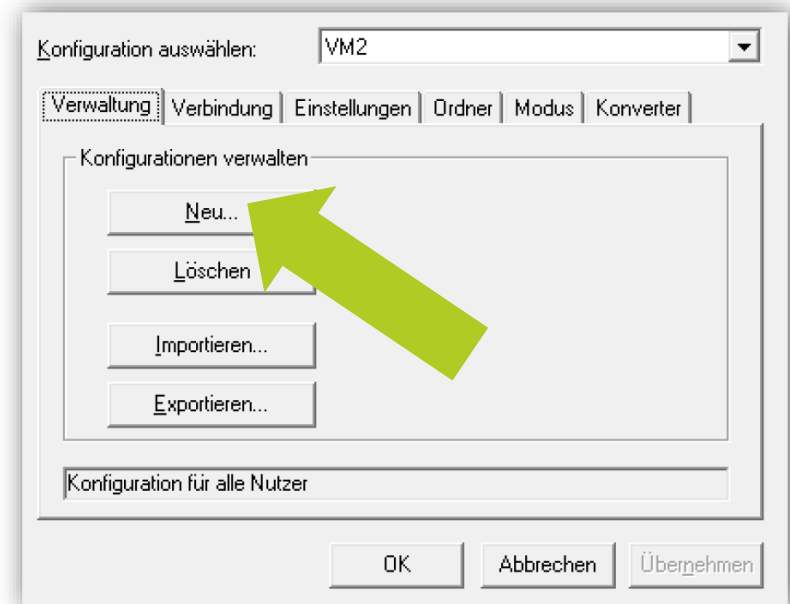 Konfiguration auswählen: VM2
Verwaltung Verbindung Einstellungen Ordner Modus Konverter
Konfigurationen verwalten
Neu...
Löschen
Importieren...
Exportieren...
Konfiguration für alle Nutzer
OK Abbrechen Übernehmen